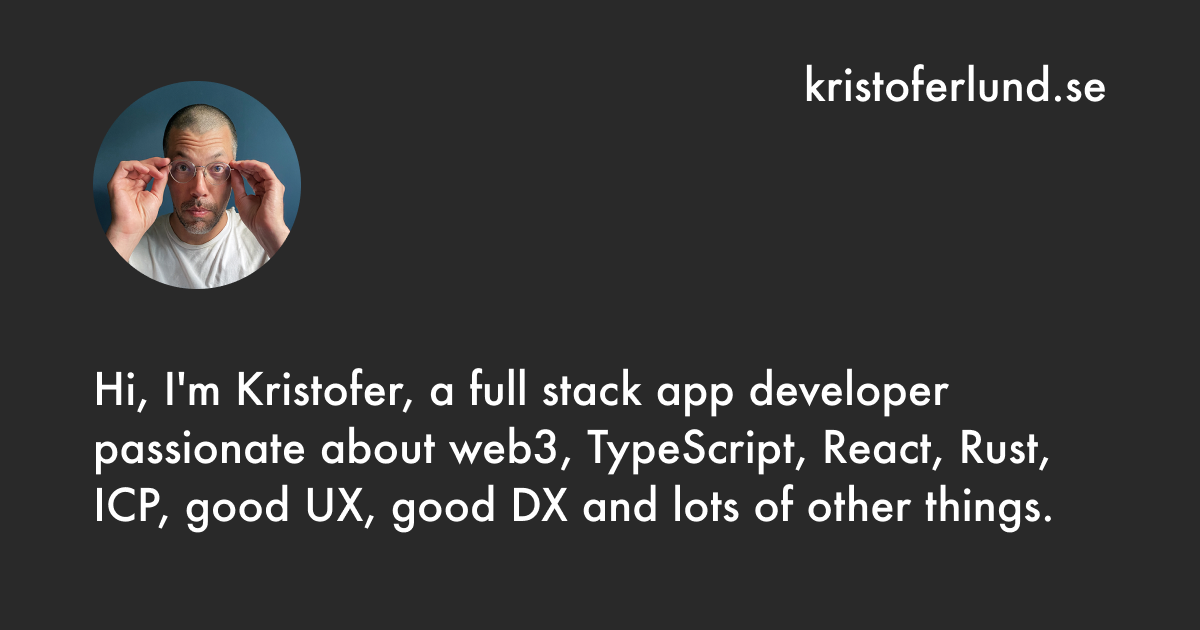 kristoferlund.se
Hi, I'm Kristofer, a full stack app developer
passionate about web3, TypeScript, React, Rust,
ICP, good UX, good DX and lots of other things.